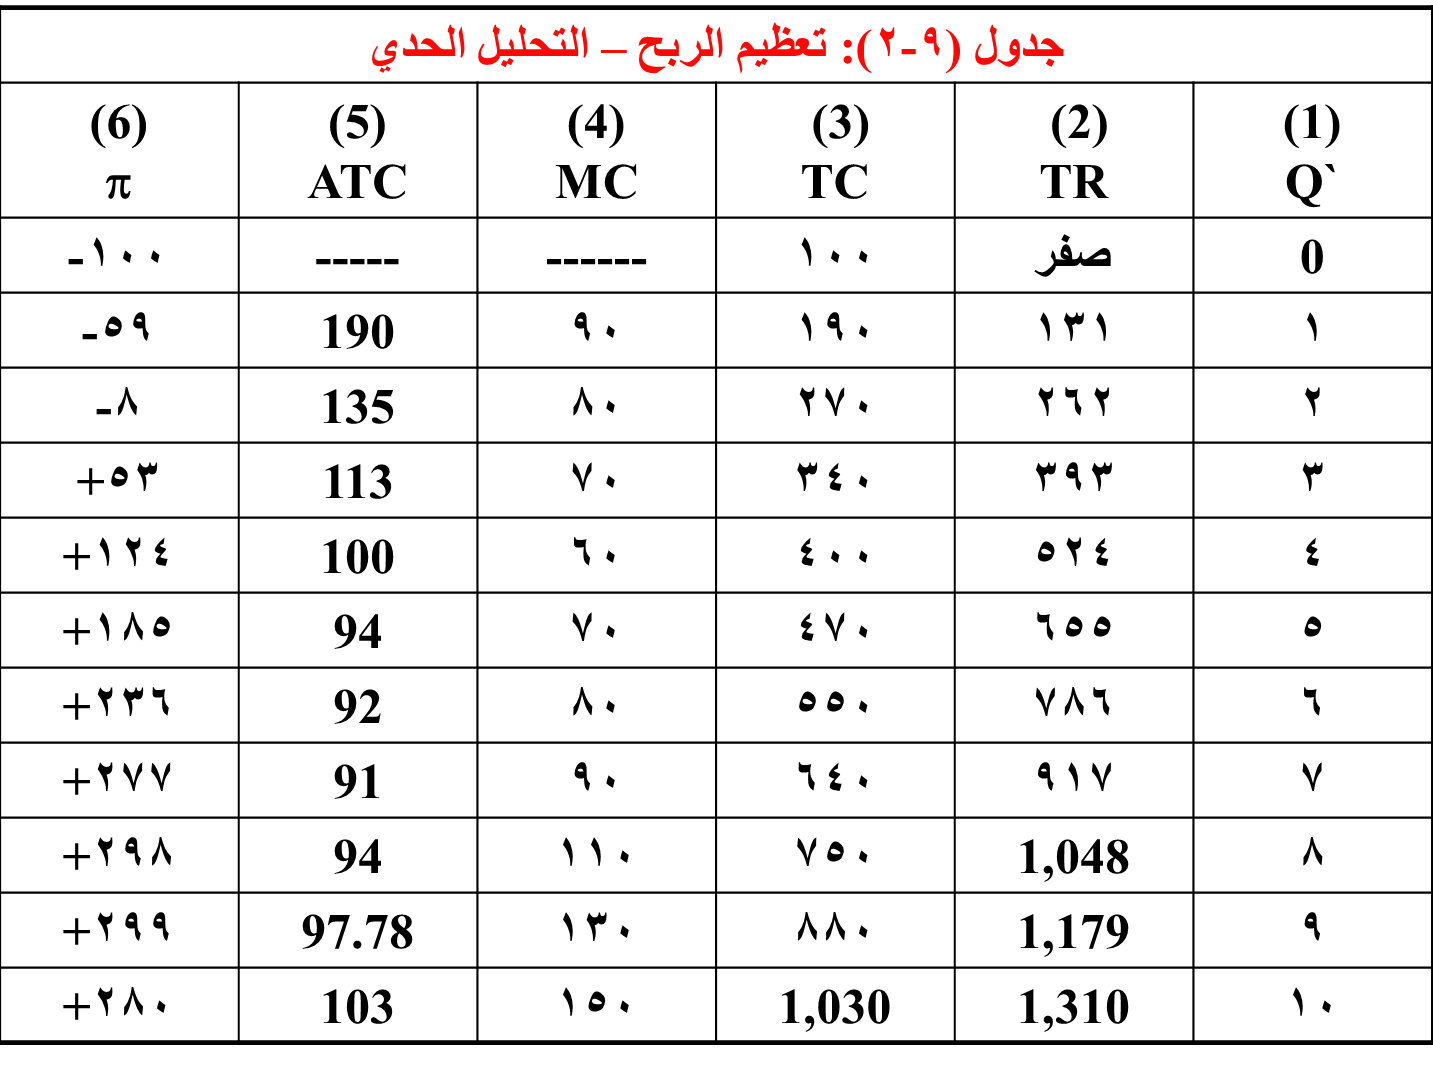 جدول (٩-٢): تعظيم الربح – التحليل الحدي
(1) (2) (3) (4) (5) (6)
Q` TR TC MC ATC π
0 صفر ١٠٠ ------ ----- -١٠٠
١ ١٣١ ١٩٠ ٩٠ 190 -٥٩
٢ ٢٦٢ ٢٧٠ ٨٠ 135 -٨
٣ ٣٩٣ ٣٤٠ ٧٠ 113 +٥٣
٤ ٥٢٤ ٤٠٠ ٦٠ 100 +١٢٤
٥ ٦٥٥ ٤٧٠ ٧٠ 94 +١٨٥
٦ ٧٨٦ ٥٥٠ ٨٠ 92 +٢٣٦
٧ ٩١٧ ٦٤٠ ٩٠ 91 +٢٧٧
٨ 1,048 ٧٥٠ ١١٠ 94 +٢٩٨
٩ 1,179 ٨٨٠ ١٣٠ 97.78 +٢٩٩
١٠ 1,310 1,030 ١٥٠ 103 +٢٨٠